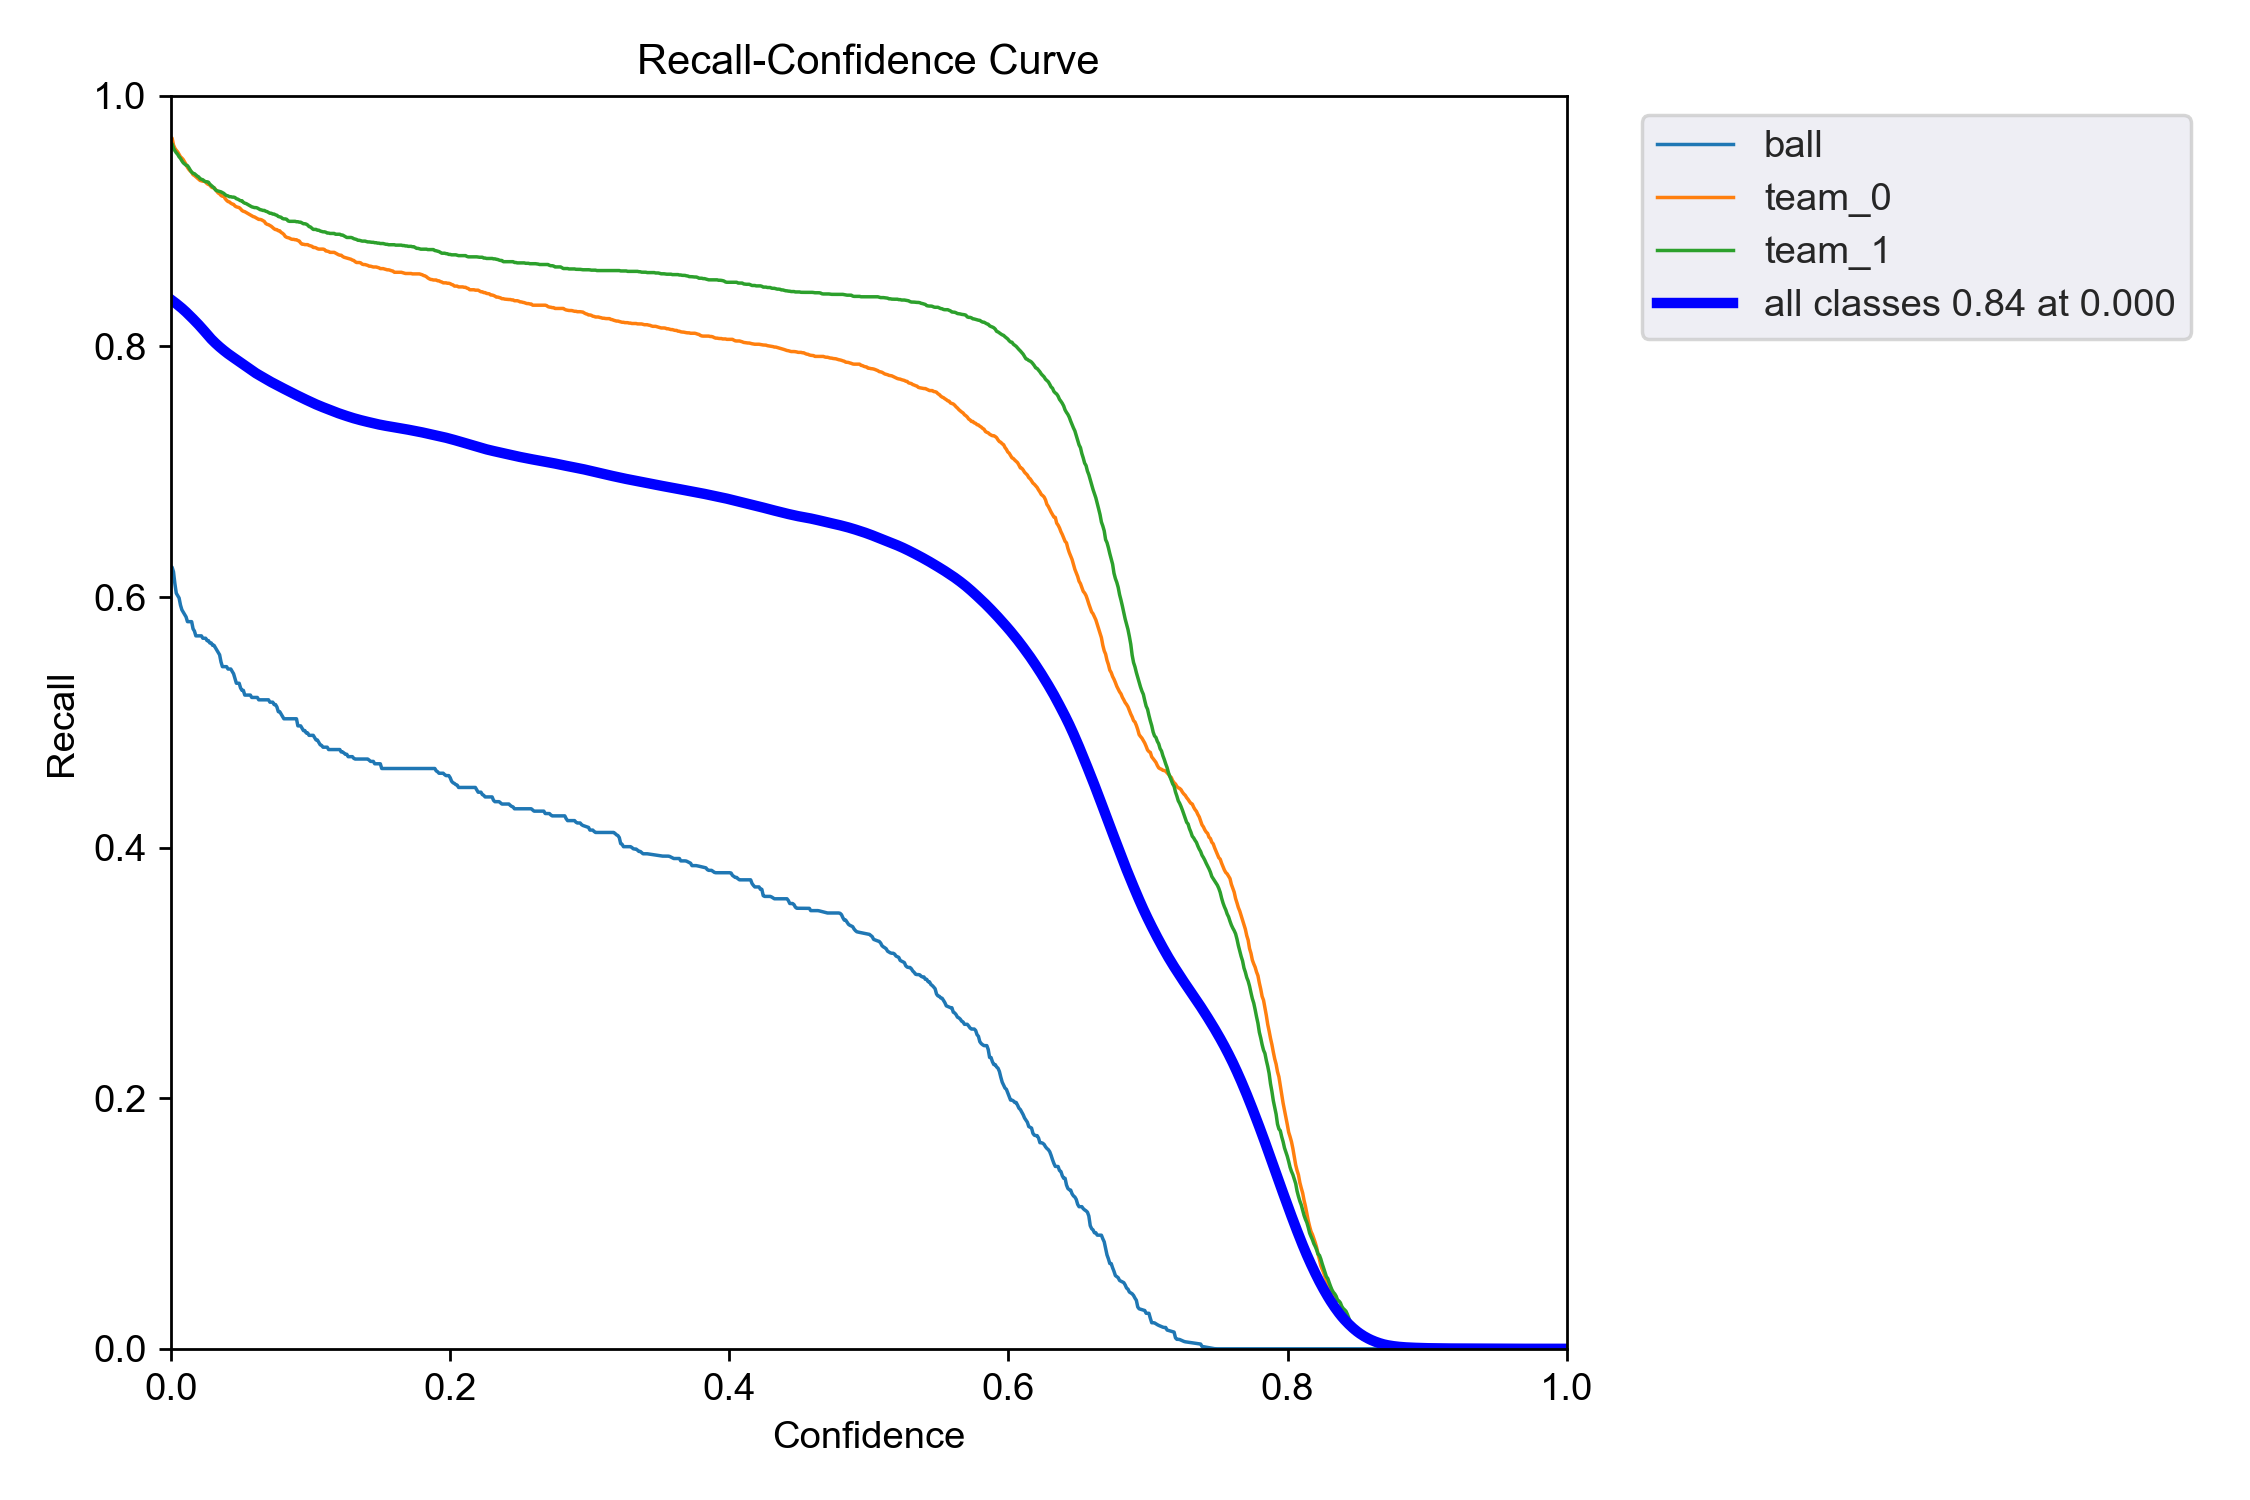 Recall-Confidence Curve
1.0
0.8
0.6
0.4
0.2
0.0
Recall
0.0 0.2 0.4 0.6 0.8 1.0
Confidence
ball
team_0
team_1
all classes 0.84 at 0.000